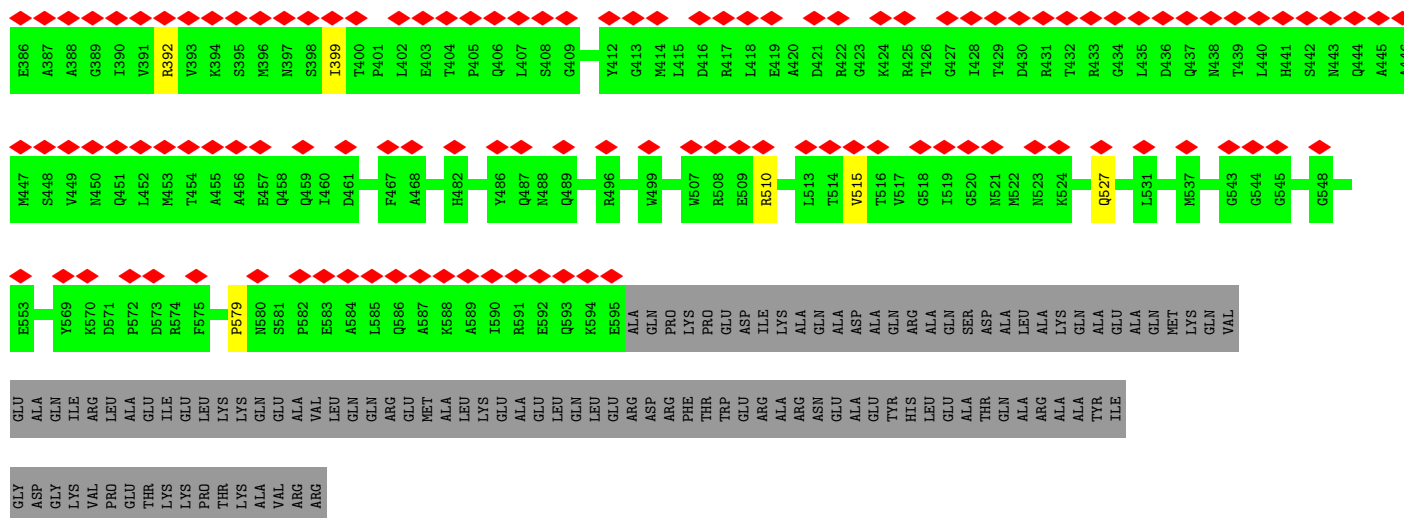 E386 A387 A388 G389 I390 V391 R392 V393 K394 S395 M396 N397 S398 I399 T400 P401 L402 E403 T404 P405 Q406 L407 S408 G409 Y412 G413 M414 L415 D416 R417 L418 E419 A420 D421 R422 G423 K424 R425 T426 G427 I428 T429 D430 R431 T432 R433 G434 L435 D436 Q437 N438 T439 L440 H441 S442 N443 Q444 A445 A446
M447 S448 V449 N450 Q451 L452 M453 T454 A455 A456 E457 Q458 Q459 I460 D461 F467 A468 H482 Y486 Q487 N488 Q489 R496 W499 W507 R508 E509 R510 L513 T514 V515 T516 V517 G518 I519 G520 N521 M522 N523 K524 Q527 L531 M537 G543 G544 G545 G548
E553 Y569 K570 D571 P572 D573 R574 F575 P579 N580 S581 P582 E583 A584 L585 Q586 A587 K588 A589 I590 R591 E592 Q593 K594 E595 ALA GLN PRO LYS PRO GLU ASP ILE LYS ALA GLN ALA ASP ALA GLN ARG ALA GLN SER ASP ALA LEU ALA LYS GLN ALA GLU ALA GLN MET LYS GLN VAL
GLU ALA GLN ILE ARG LEU ALA GLU ILE GLU LEU LYS LYS GLN GLU ALA VAL LEU GLN GLN ARG GLU MET ALA LEU LYS GLU ALA GLU LEU GLN LEU GLU ARG ASP ARG PHE THR TRP GLU ARG ALA ARG ASN GLU ALA GLU TYR HIS LEU GLU ALA THR GLN ALA ARG ALA ALA TYR ILE
GLY ASP GLY LYS VAL PRO GLU THR LYS LYS PRO THR LYS ALA VAL ARG ARG